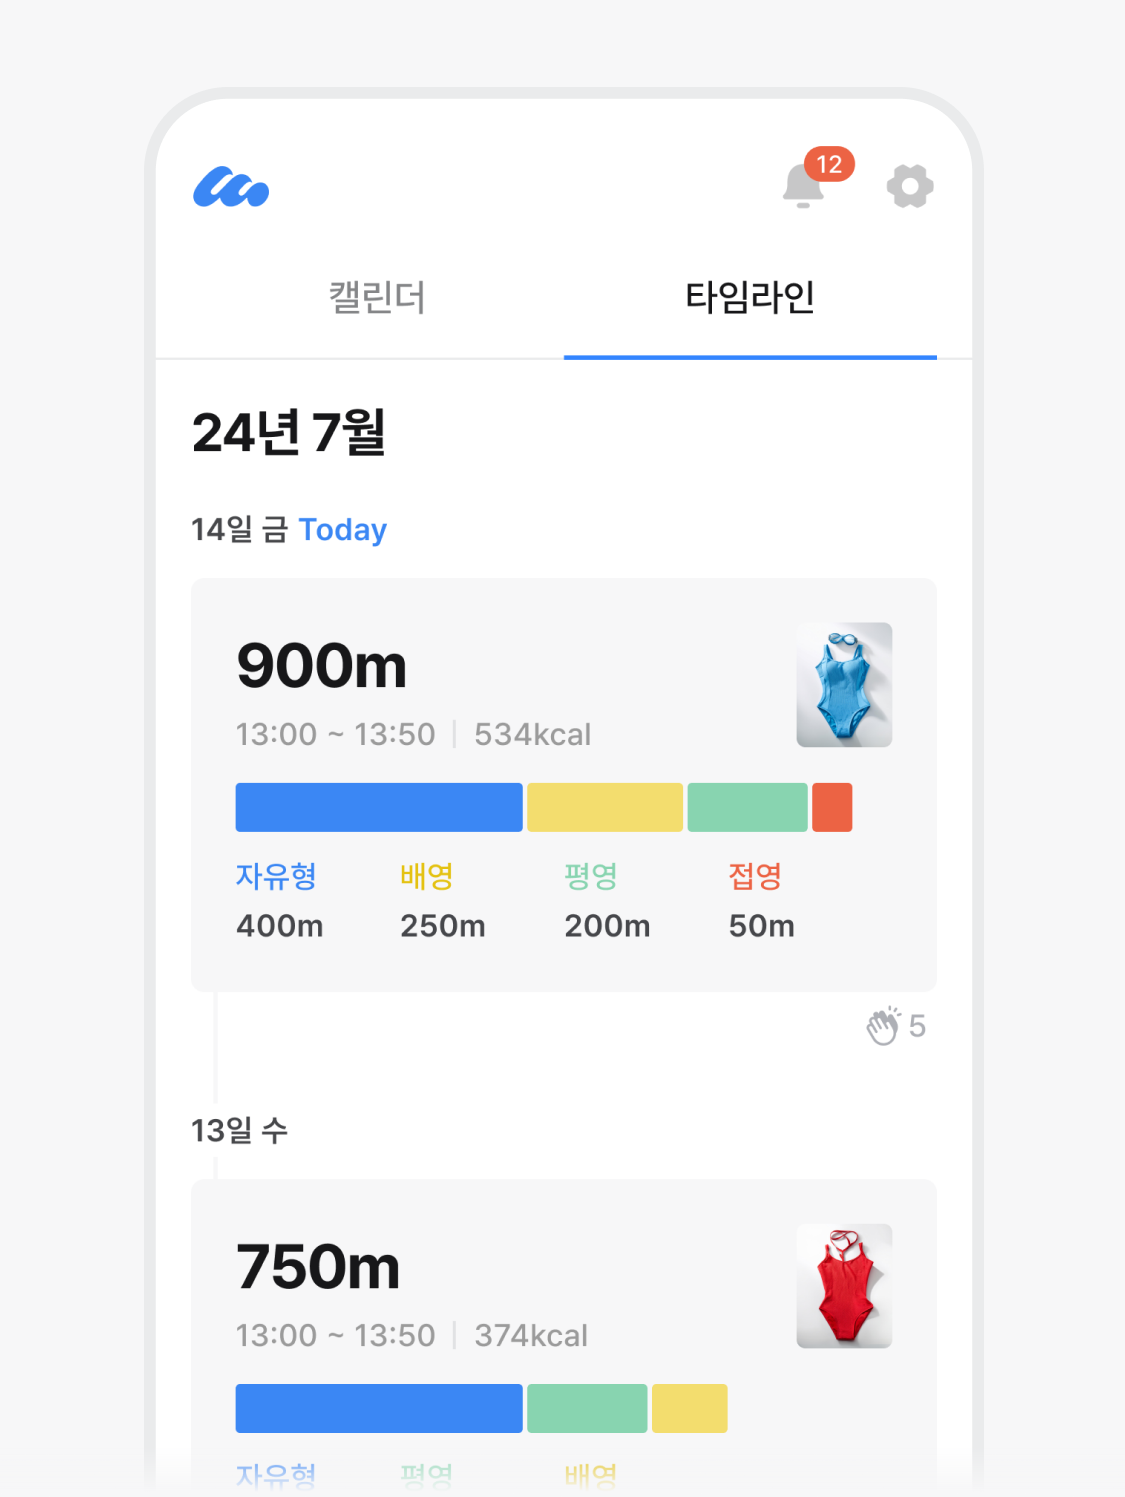 12
캘린더 타임라인
24년 7월
14일 금 Today
900m
13:00 ~ 13:50 | 534kcal
자유형 배영 평영 접영
400m 250m 200m 50m
5
13일 수
750m
13:00 ~ 13:50 | 374kcal
자유형 평영 배영